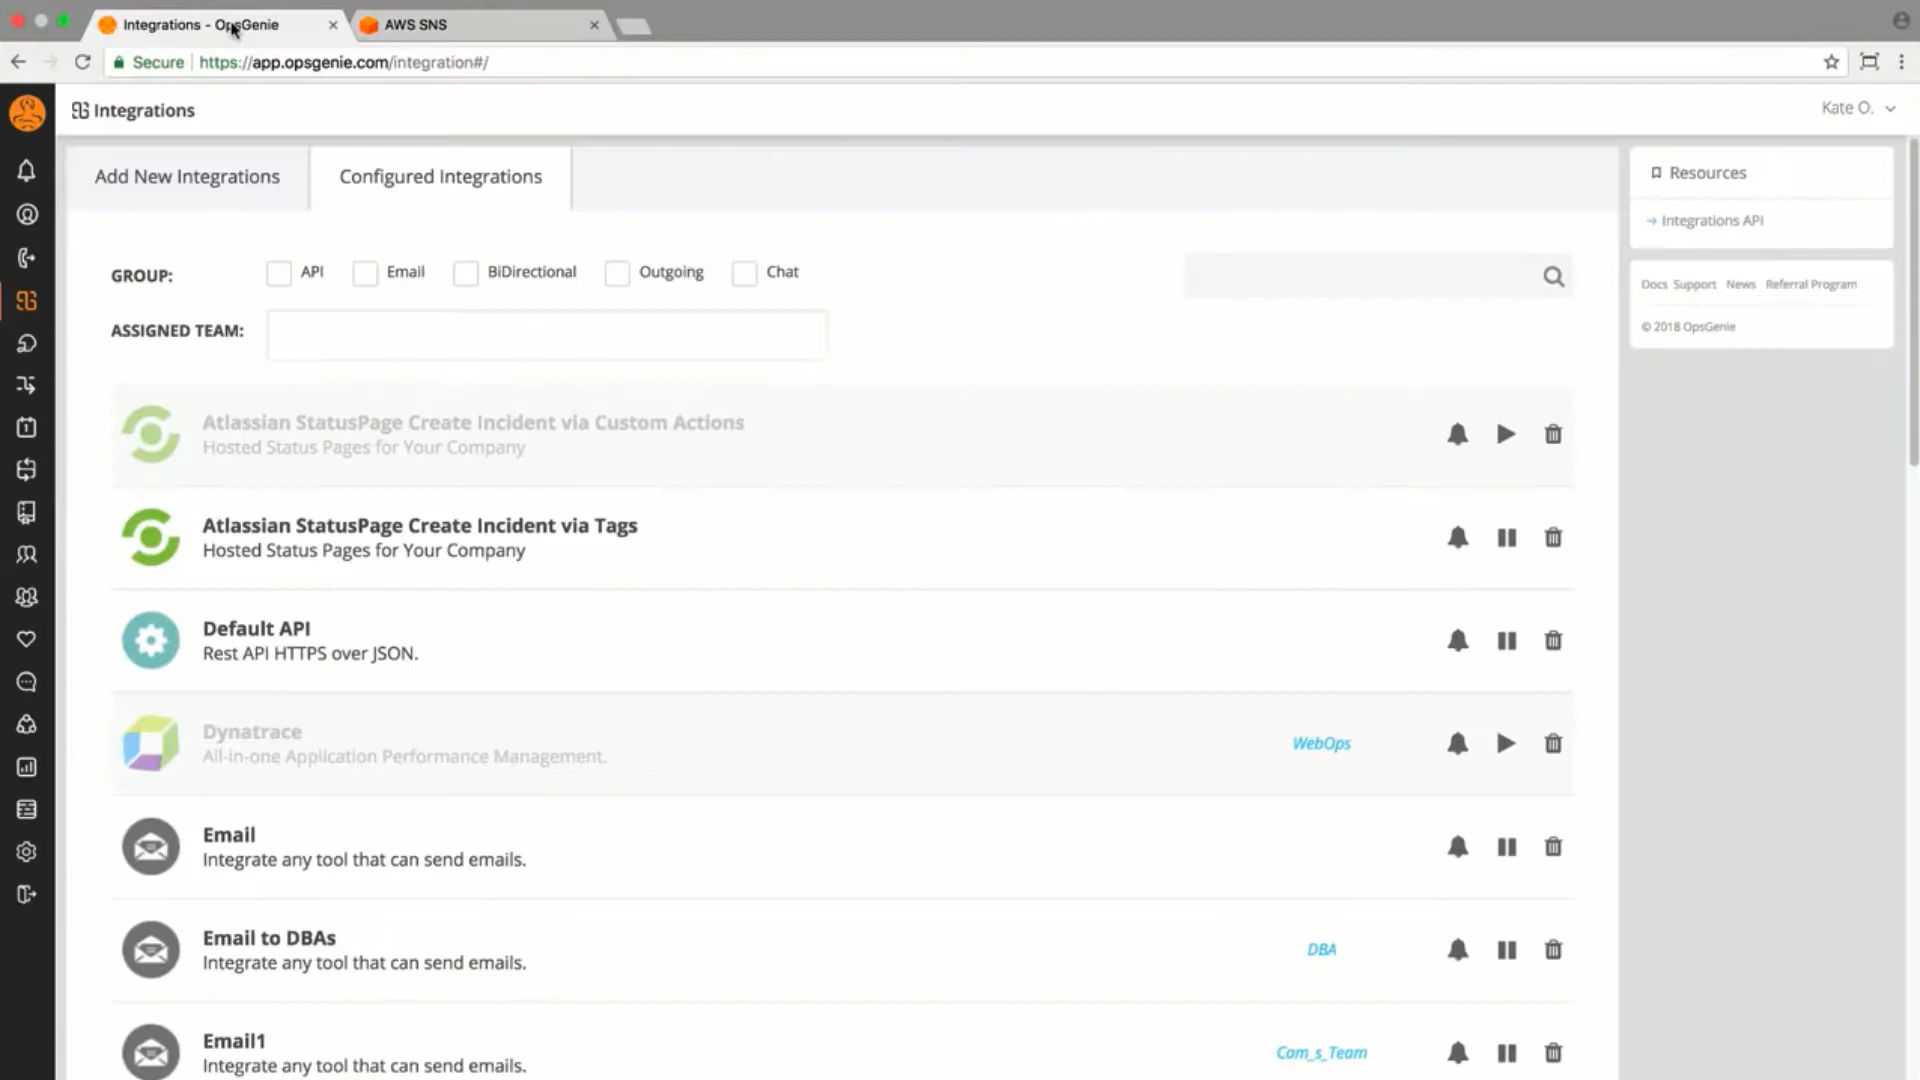 Integrations - OpsGenie
AWS SNS
Secure https://app.opsgenie.com/integration#/
Integrations
Kate O.
Add New Integrations
Configured Integrations
Resources
Integrations API
Docs Support News Referral Program
© 2018 OpsGenie
GROUP:
API
Email
BiDirectional
Outgoing
Chat
ASSIGNED TEAM:
Atlassian StatusPage Create Incident via Custom Actions
Hosted Status Pages for Your Company
Atlassian StatusPage Create Incident via Tags
Hosted Status Pages for Your Company
Default API
Rest API HTTPS over JSON.
Dynatrace
All-in-one Application Performance Management.
WebOps
Email
Integrate any tool that can send emails.
Email to DBAs
Integrate any tool that can send emails.
DBA
Email1
Integrate any tool that can send emails.
Cam_s_Team